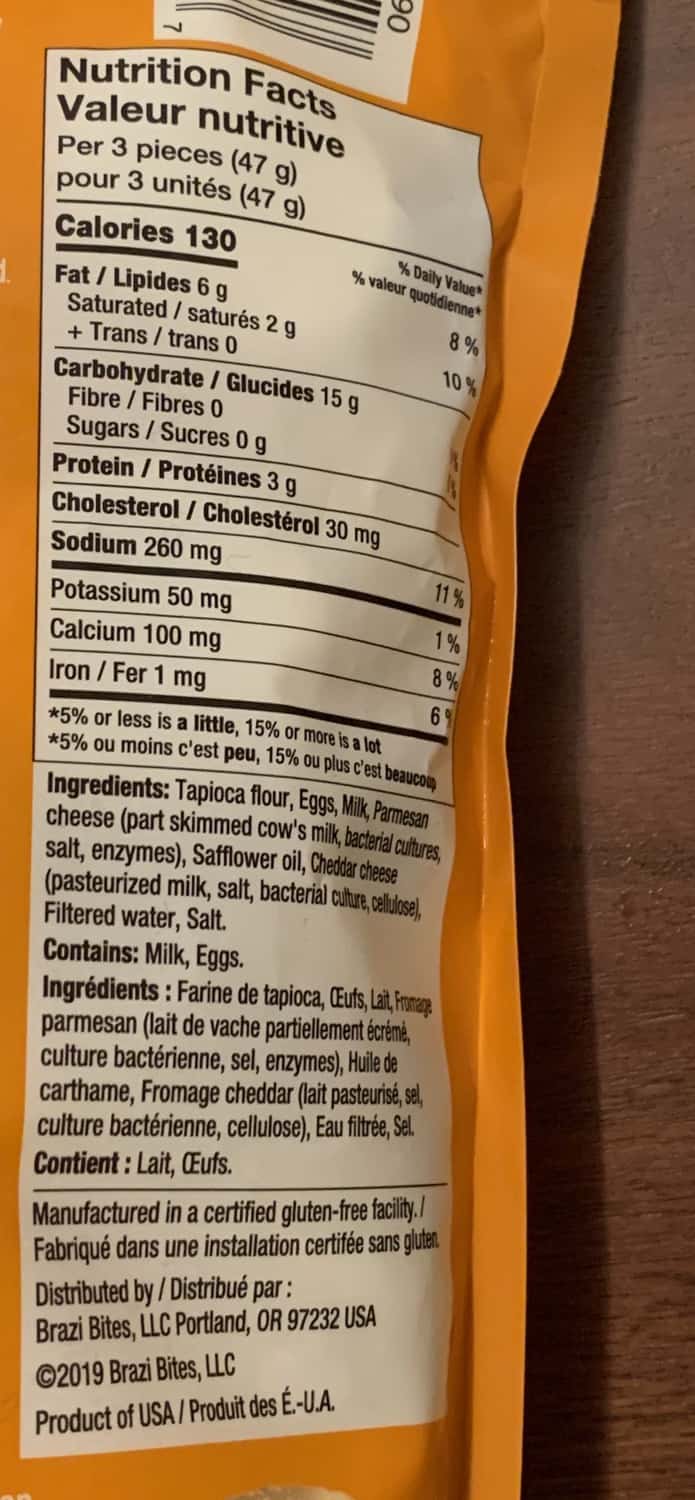 7
06
Nutrition Facts
Valeur nutritive
Per 3 pieces (47 g)
pour 3 unités (47 g)
Calories 130
% Daily Value*
% valeur quotidienne*
Fat / Lipides 6 g 8 %
Saturated / saturés 2 g
+ Trans / trans 0 10 %
Carbohydrate / Glucides 15 g
Fibre / Fibres 0 %
Sugars / Sucres 0 g %
Protein / Protéines 3 g
Cholesterol / Cholestérol 30 mg
Sodium 260 mg 11 %
Potassium 50 mg 1 %
Calcium 100 mg 8 %
Iron / Fer 1 mg 6 %
*5% or less is a little, 15% or more is a lot
*5% ou moins c'est peu, 15% ou plus c'est beaucoup
Ingredients: Tapioca flour, Eggs, Milk, Parmesan
cheese (part skimmed cow's milk, bacterial cultures,
salt, enzymes), Safflower oil, Cheddar cheese
(pasteurized milk, salt, bacterial culture, cellulose),
Filtered water, Salt.
Contains: Milk, Eggs.
Ingrédients : Farine de tapioca, Œufs, Lait, Fromage
parmesan (lait de vache partiellement écrémé,
culture bactérienne, sel, enzymes), Huile de
carthame, Fromage cheddar (lait pasteurisé, sel,
culture bactérienne, cellulose), Eau filtrée, Sel.
Contient : Lait, Œufs.
Manufactured in a certified gluten-free facility. /
Fabriqué dans une installation certifée sans gluten.
Distributed by / Distribué par :
Brazi Bites, LLC Portland, OR 97232 USA
©2019 Brazi Bites, LLC
Product of USA / Produit des É.-U.A.